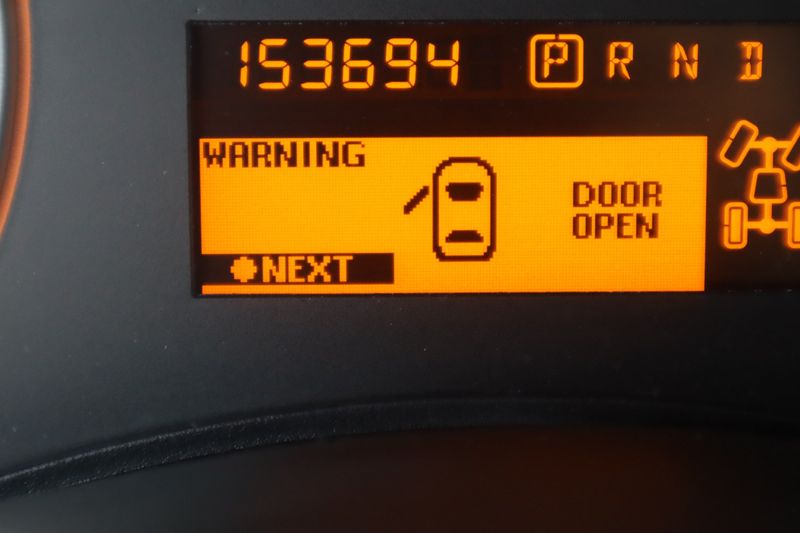 153694 P R N D
WARNING
DOOR
OPEN
NEXT